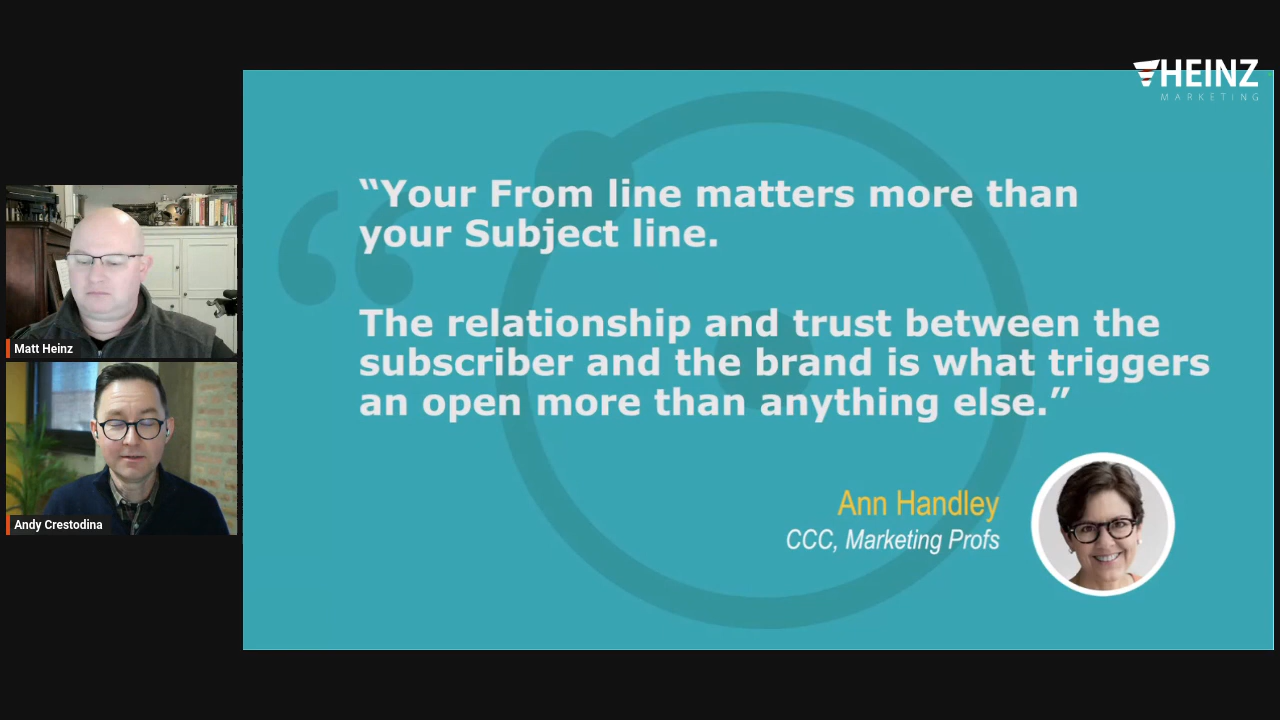 HEINZ
MARKETING
“Your From line matters more than
your Subject line.
The relationship and trust between the
subscriber and the brand is what triggers
an open more than anything else.”
Ann Handley
CCC, Marketing Profs
Matt Heinz
Andy Crestodina